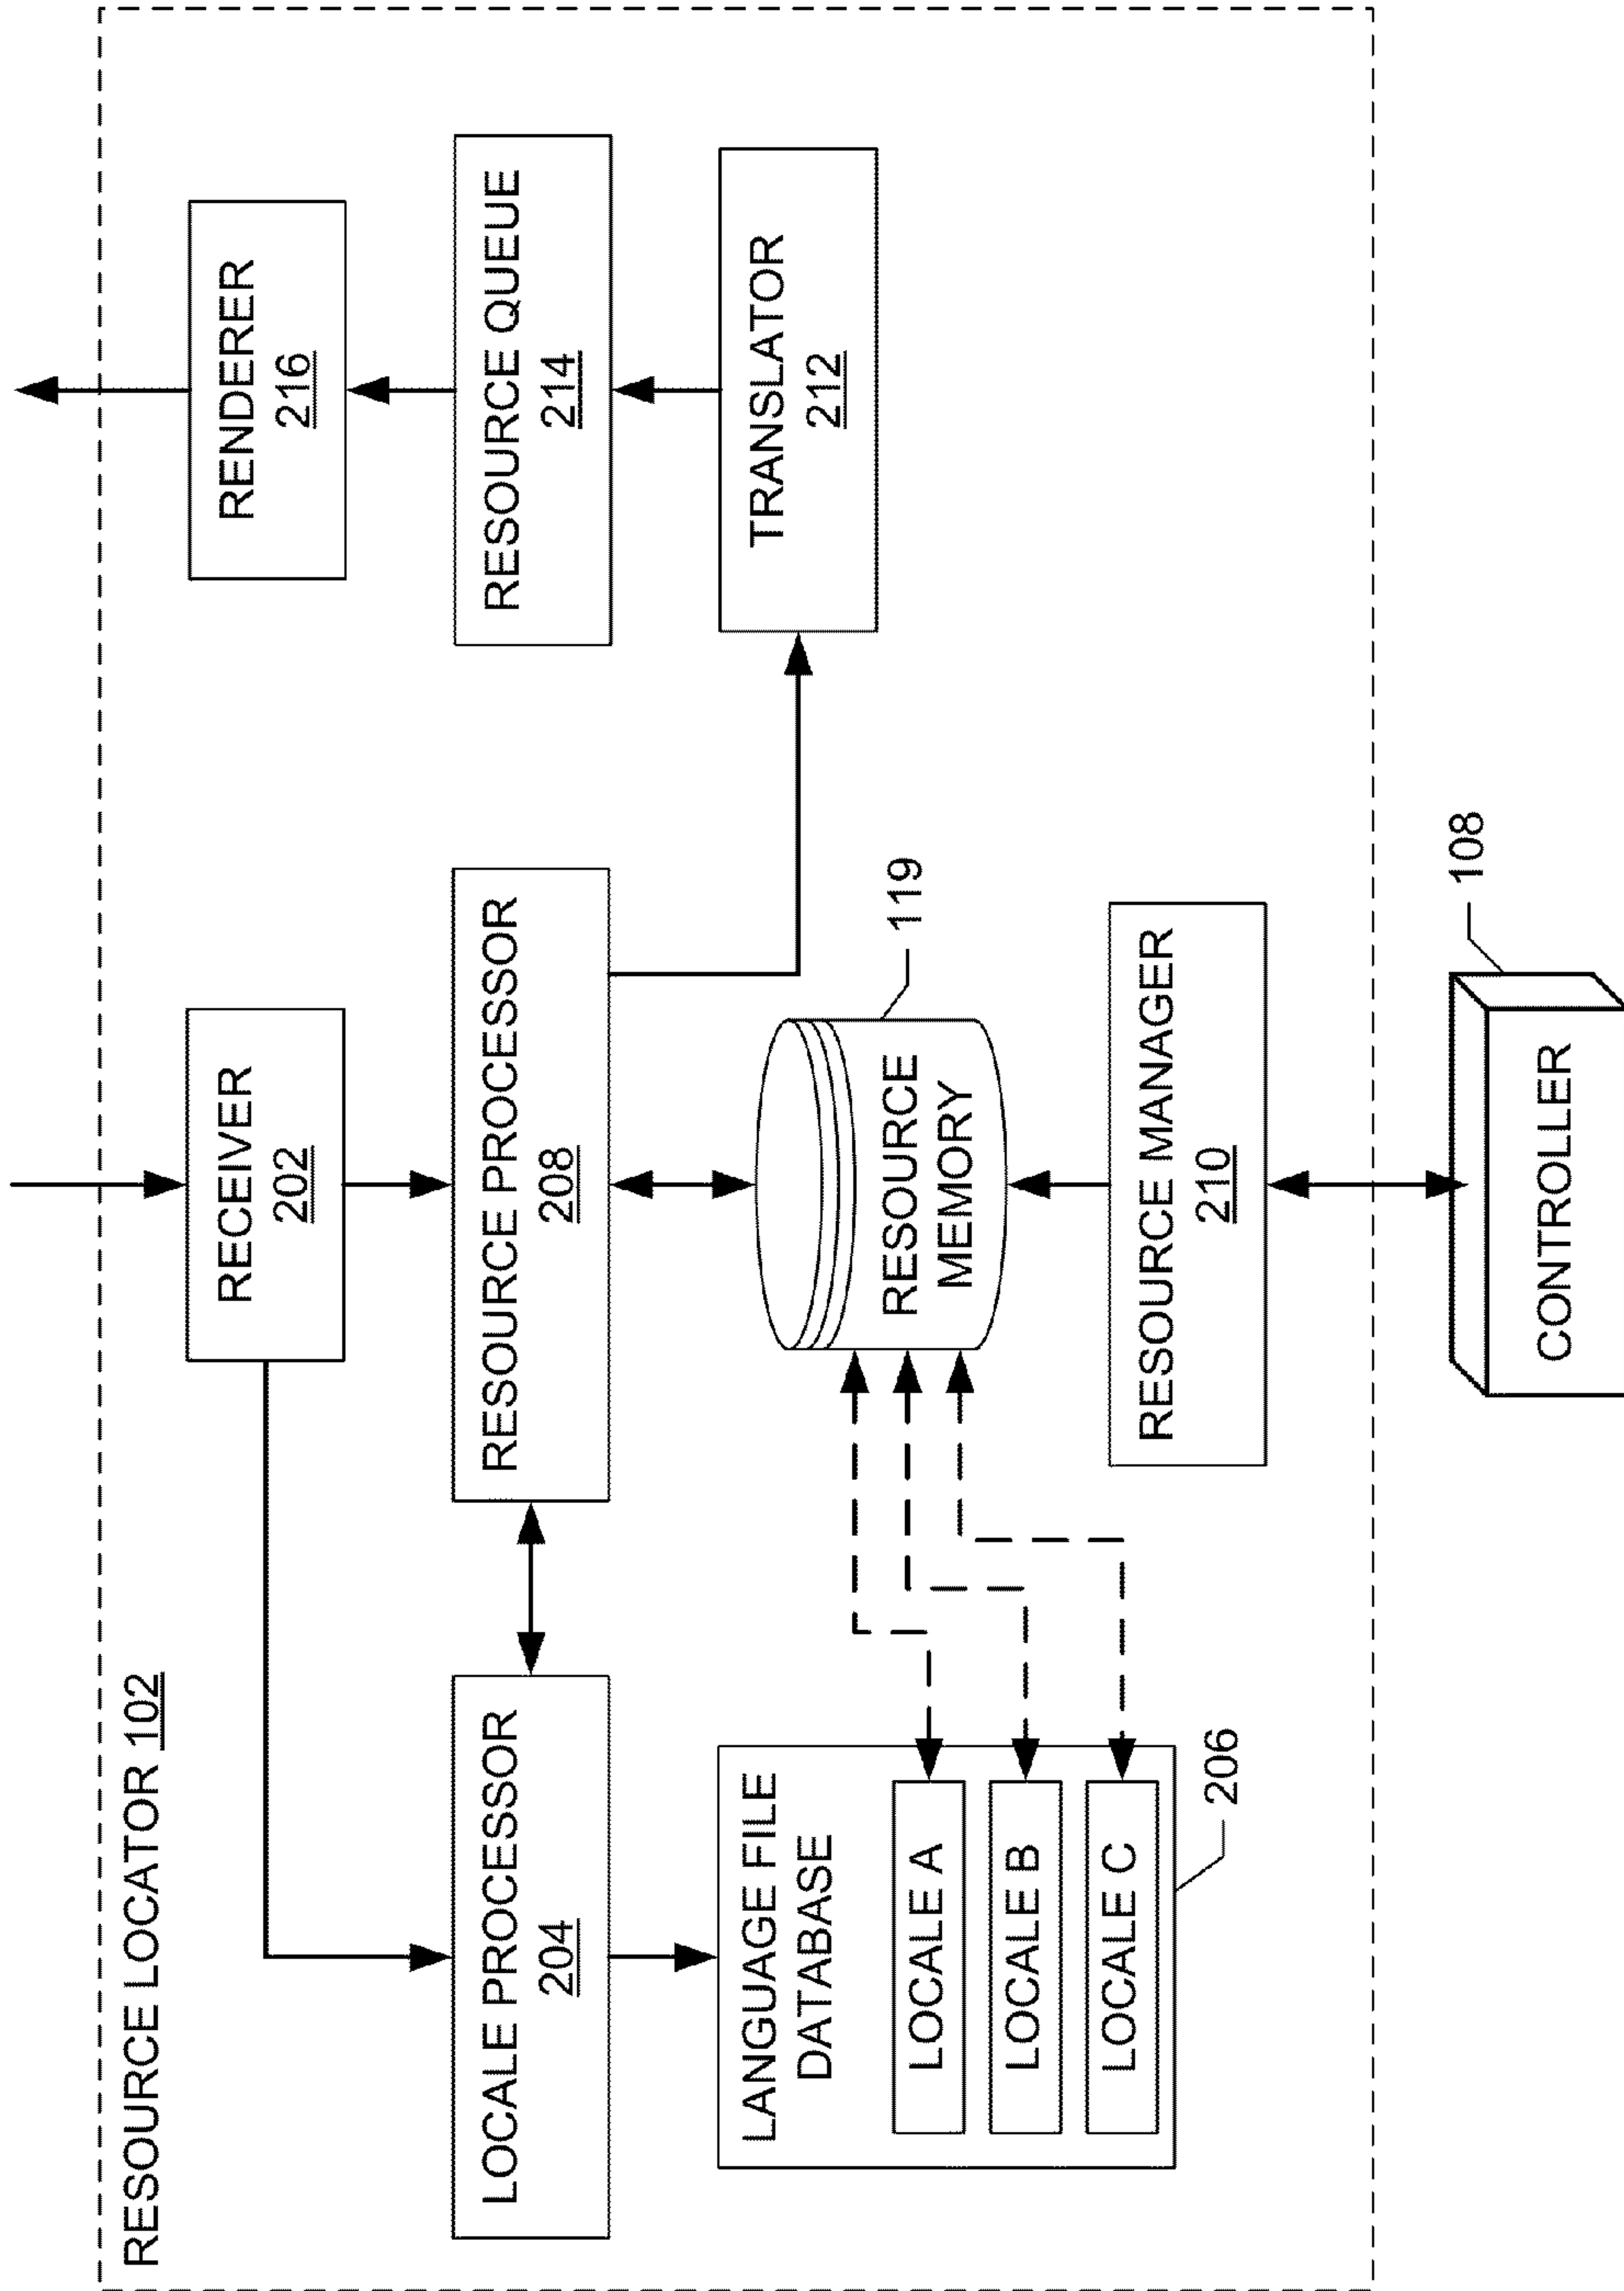 RESOURCE LOCATOR 102
RECEIVER
202
RENDERER
216
LOCALE PROCESSOR
204
RESOURCE PROCESSOR
208
RESOURCE QUEUE
214
LANGUAGE FILE
DATABASE
LOCALE A
LOCALE B
LOCALE C
206
RESOURCE
MEMORY
119
TRANSLATOR
212
RESOURCE MANAGER
210
CONTROLLER
108